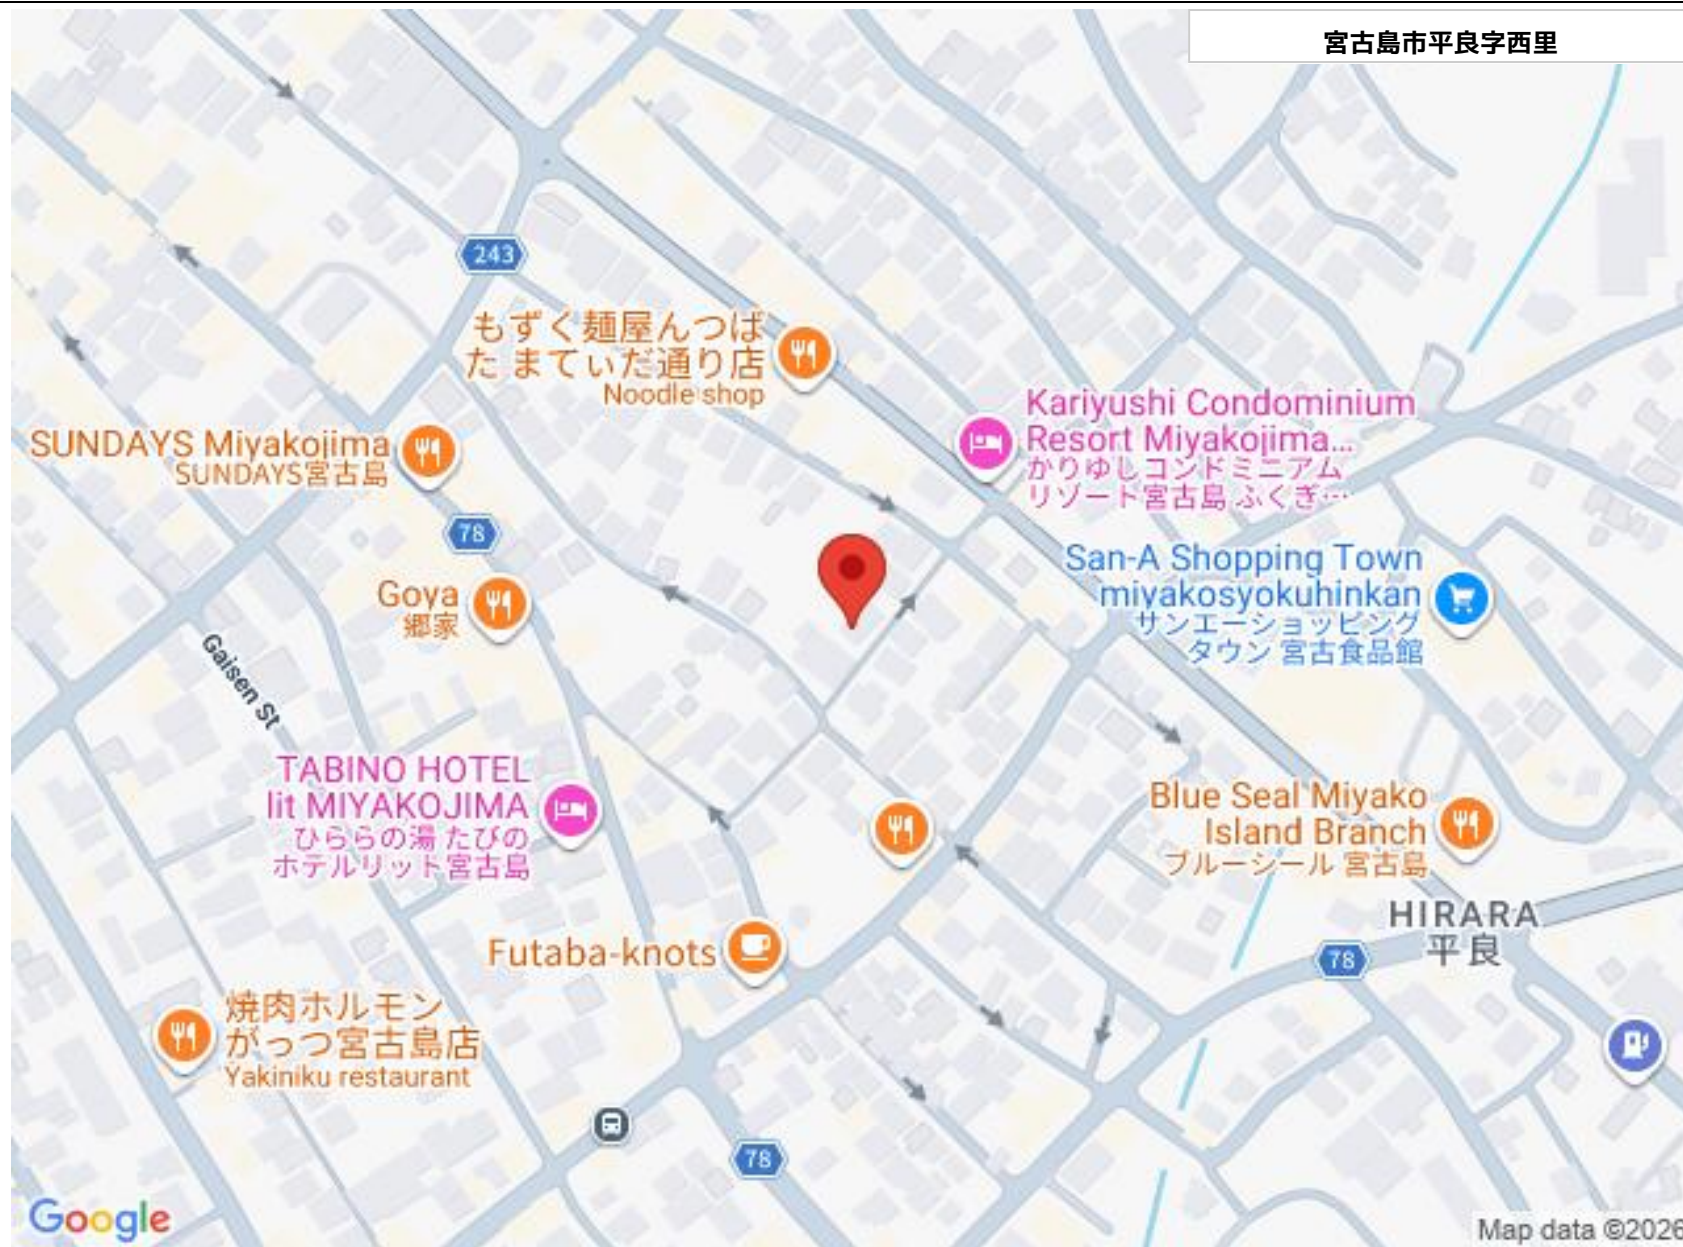 宮古島市平良字西里
243
もずく麺屋んつば
た まてぃだ通り店
Noodle shop
Kariyushi Condominium
Resort Miyakojima...
かりゆしコンドミニアム
リゾート宮古島 ふくぎ…
SUNDAYS Miyakojima
SUNDAYS宮古島
78
San-A Shopping Town
miyakosyokuhinkan
サンエーショッピング
タウン 宮古食品館
Goya
郷家
Gaisen St
TABINO HOTEL
lit MIYAKOJIMA
ひららの湯 たびの
ホテルリット宮古島
Blue Seal Miyako
Island Branch
ブルーシール 宮古島
HIRARA
平良
78
Futaba-knots
焼肉ホルモン
がっつ宮古島店
Yakiniku restaurant
78
Google
Map data ©2026